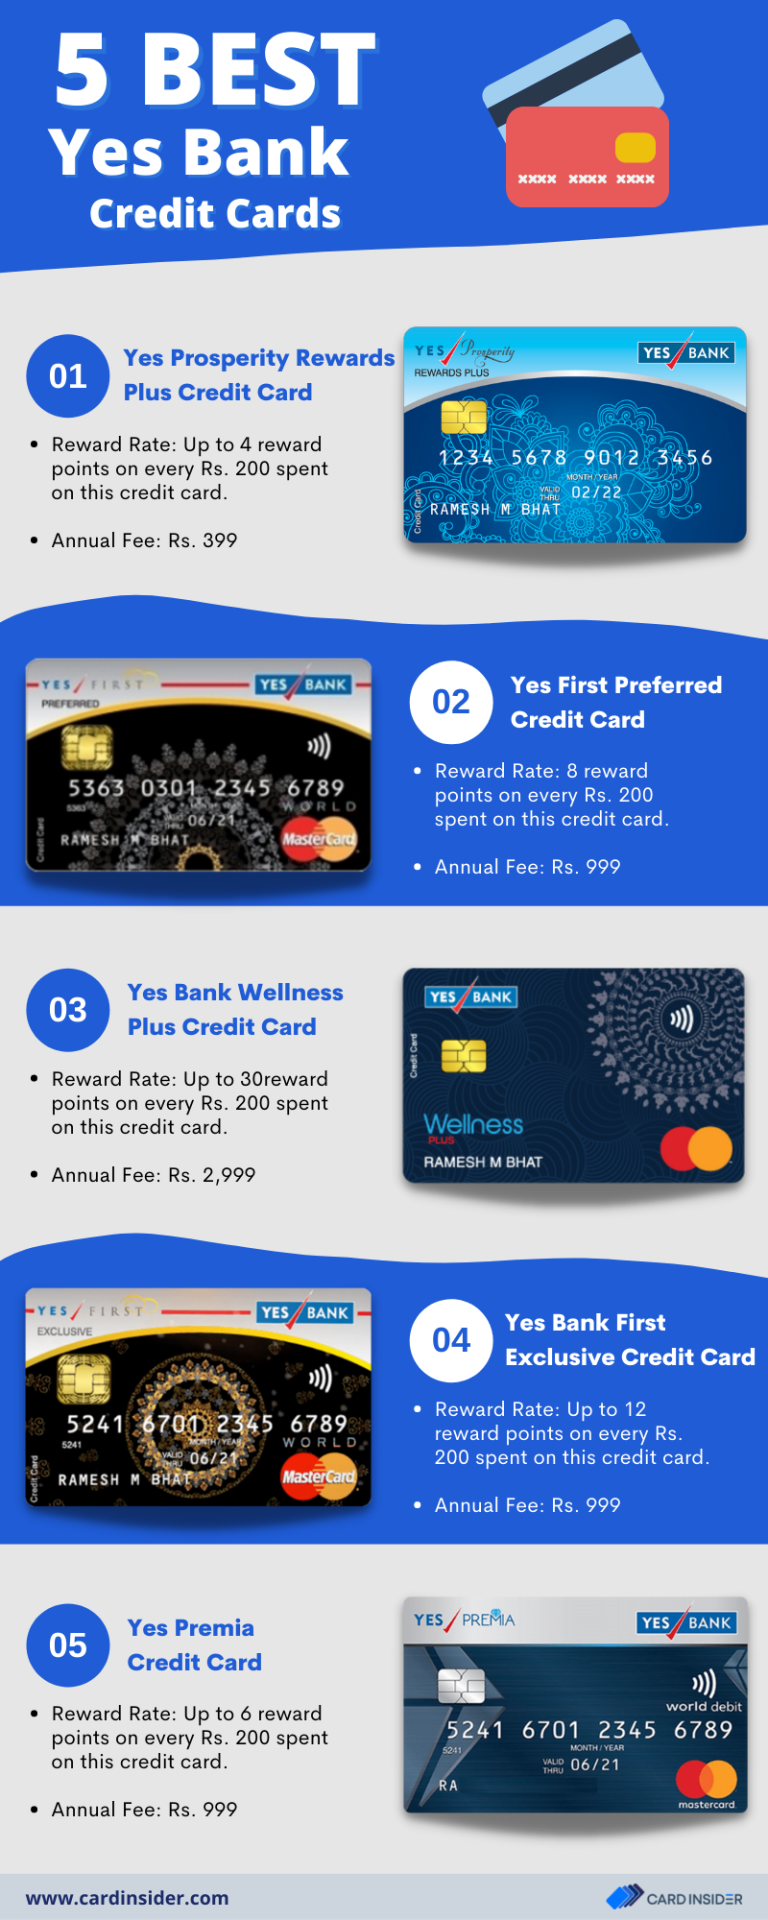 5 BEST
Yes Bank
Credit Cards
xxxx xxxx xxxx
01
Yes Prosperity Rewards
Plus Credit Card
• Reward Rate: Up to 4 reward
points on every Rs. 200 spent
on this credit card.
• Annual Fee: Rs. 399
YES Prosperity
REWARDS PLUS
YES BANK
1234 5678 9012 3456
MONTH/YEAR
VALID THRU 02/22
RAMESH M BHAT
Credit Card
YES FIRST
PREFERRED
YES BANK
5363 0301 2345 6789
5363
WORLD
06/21
RAMESH M BHAT
MasterCard
Credit Card
02
Yes First Preferred
Credit Card
• Reward Rate: 8 reward
points on every Rs. 200
spent on this credit card.
• Annual Fee: Rs. 999
03
Yes Bank Wellness
Plus Credit Card
• Reward Rate: Up to 30reward
points on every Rs. 200 spent
on this credit card.
• Annual Fee: Rs. 2,999
YES BANK
Credit Card
Wellness
PLUS
RAMESH M BHAT
YES FIRST
EXCLUSIVE
YES BANK
5241 6701 2345 6789
5241
MONTH/YEAR
WORLD
VALID THRU 06/21
RAMESH M BHAT
MasterCard
Credit Card
04
Yes Bank First
Exclusive Credit Card
• Reward Rate: Up to 12
reward points on every Rs.
200 spent on this credit card.
• Annual Fee: Rs. 999
05
Yes Premia
Credit Card
• Reward Rate: Up to 6 reward
points on every Rs. 200 spent
on this credit card.
• Annual Fee: Rs. 999
YES PREMIA
YES BANK
world debit
5241 6701 2345 6789
5241
MONTH/YEAR
VALID THRU 06/21
RA
mastercard
www.cardinsider.com
CARD INSIDER